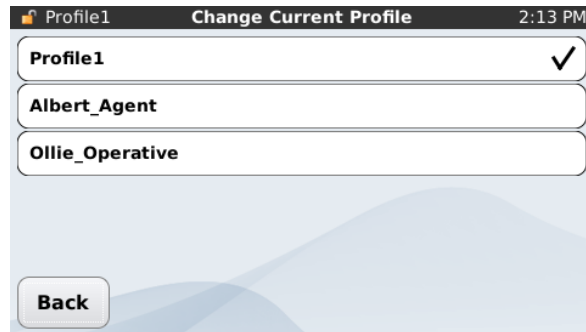 Profile1 Change Current Profile 2:13 PM
Profile1
Albert_Agent
Ollie_Operative
Back